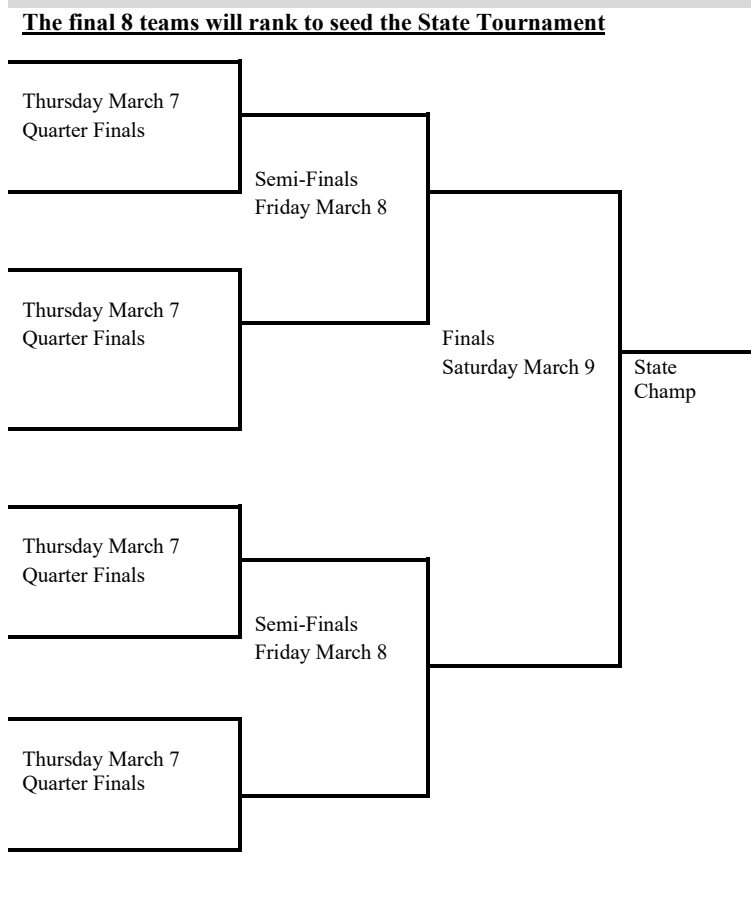 The final 8 teams will rank to seed the State Tournament
Thursday March 7
Quarter Finals
Semi-Finals
Friday March 8
Thursday March 7
Quarter Finals
Finals
Saturday March 9
State
Champ
Thursday March 7
Quarter Finals
Semi-Finals
Friday March 8
Thursday March 7
Quarter Finals